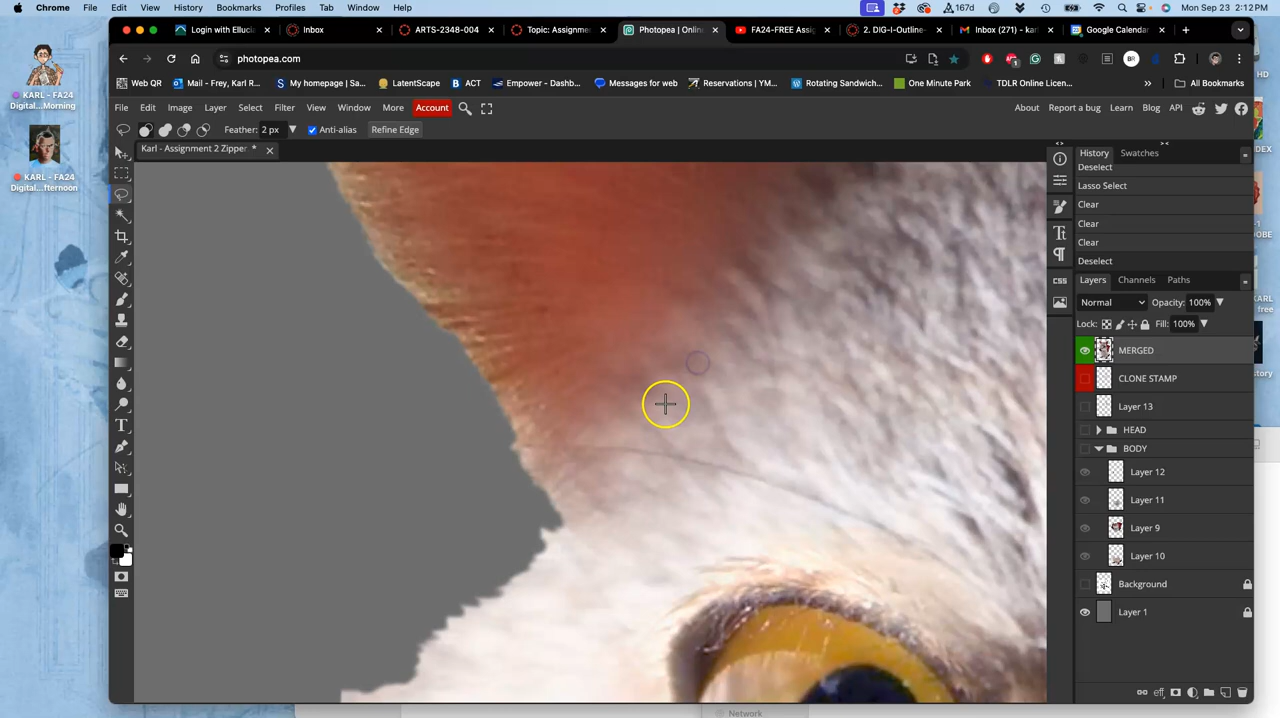 Chrome File Edit View History Bookmarks Profiles Tab Window Help 167d Mon Sep 23 2:12 PM
Login with Ellucia Inbox ARTS-2348-004 Topic: Assignme Photopea | Online FA24-FREE Assig 2. DIG-I-Outline- Inbox (271) - kar Google Calendar
photopea.com
Web QR Mail - Frey, Karl R... My homepage | Sa... LatentScape ACT Empower - Dashb... Messages for web Reservations | YM... Rotating Sandwich... One Minute Park TDLR Online Licen... » All Bookmarks
File Edit Image Layer Select Filter View Window More Account About Report a bug Learn Blog API
Feather: 2 px Anti-alias Refine Edge
Karl - Assignment 2 Zipper *
History Swatches
Deselect
Lasso Select
Clear
Clear
Clear
Deselect
Layers Channels Paths
Normal Opacity: 100%
Lock: Fill: 100%
MERGED
CLONE STAMP
Layer 13
HEAD
BODY
Layer 12
Layer 11
Layer 9
Layer 10
Background
Layer 1
CSS
KARL - FA24
Digital...Morning
KARL - FA24
Digital...fternoon
Network